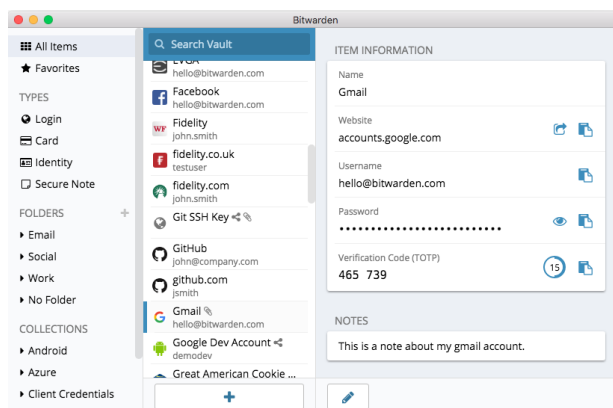 Bitwarden
All Items
Favorites
TYPES
Login
Card
Identity
Secure Note
FOLDERS
Email
Social
Work
No Folder
COLLECTIONS
Android
Azure
Client Credentials
Search Vault
EVGA
hello@bitwarden.com
Facebook
hello@bitwarden.com
WF
Fidelity
john.smith
fidelity.co.uk
testuser
fidelity.com
john.smith
Git SSH Key
GitHub
john@company.com
github.com
jsmith
Gmail
hello@bitwarden.com
Google Dev Account
demodev
Great American Cookie ...
ITEM INFORMATION
Name
Gmail
Website
accounts.google.com
Username
hello@bitwarden.com
Password
••••••••••••••••••••••••
Verification Code (TOTP)
465 739
15
NOTES
This is a note about my gmail account.